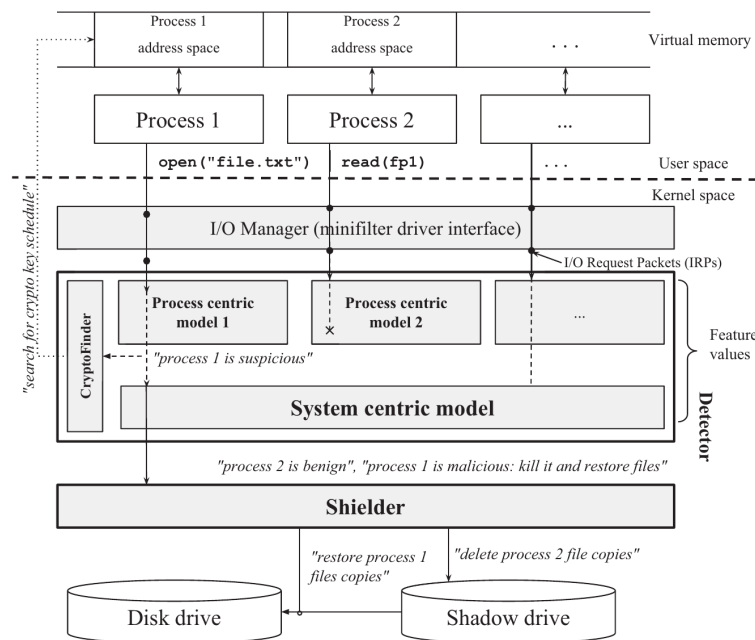 Process 1
address space
Process 2
address space
. . .
Virtual memory
Process 1
Process 2
...
open("file.txt")
read(fp1)
. . .
User space
Kernel space
I/O Manager (minifilter driver interface)
I/O Request Packets (IRPs)
"search for crypto key schedule"
CryptoFinder
Process centric
model 1
Process centric
model 2
...
Feature
values
"process 1 is suspicious"
System centric model
Detector
"process 2 is benign", "process 1 is malicious: kill it and restore files"
Shielder
"restore process 1
files copies"
"delete process 2 file copies"
Disk drive
Shadow drive